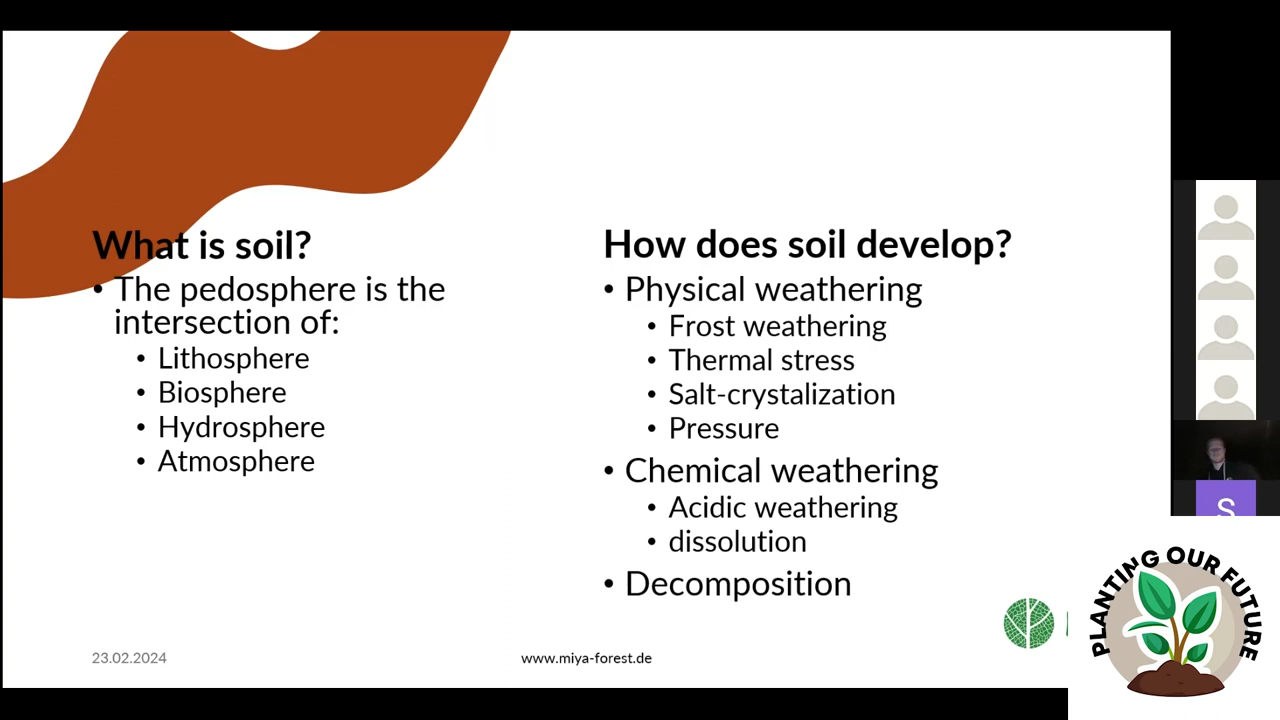 What is soil?
• The pedosphere is the
intersection of:
• Lithosphere
• Biosphere
• Hydrosphere
• Atmosphere
How does soil develop?
• Physical weathering
• Frost weathering
• Thermal stress
• Salt-crystalization
• Pressure
• Chemical weathering
• Acidic weathering
• dissolution
• Decomposition
23.02.2024
www.miya-forest.de
S
PLANTING OUR FUTURE